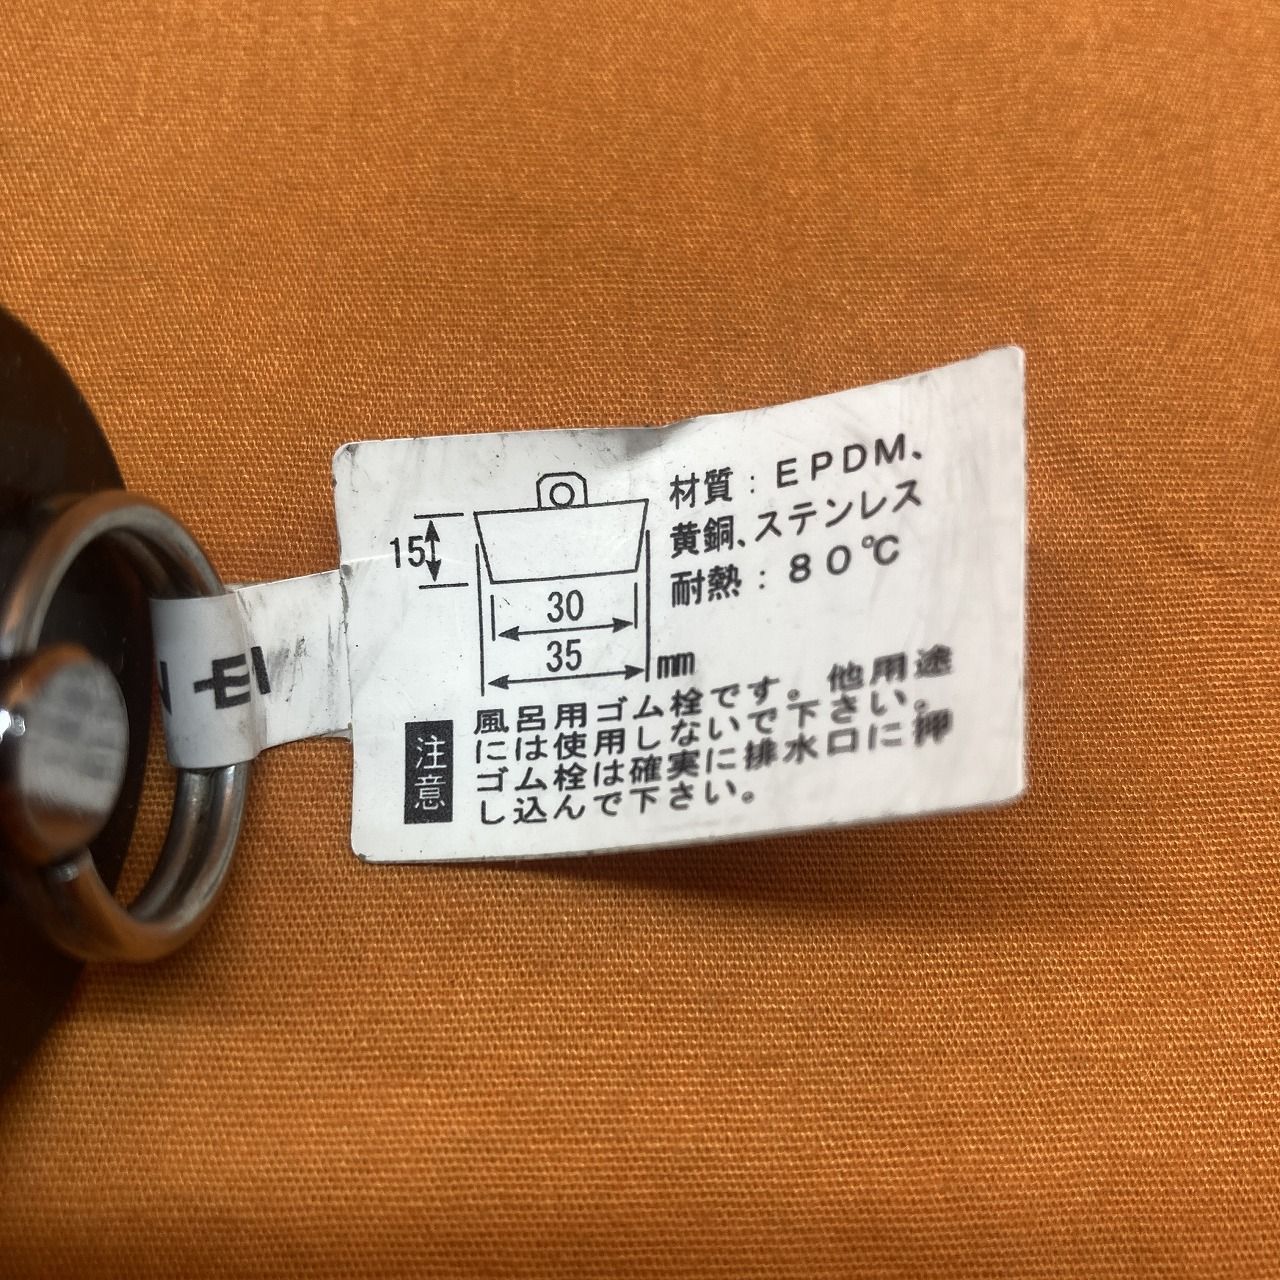 材質：ＥＰＤＭ、
黄銅、ステンレス
耐熱：８０℃
15
30
35
mm
注意
風呂用ゴム栓です。他用途
には使用しないで下さい。
ゴム栓は確実に排水口に押
し込んで下さい。